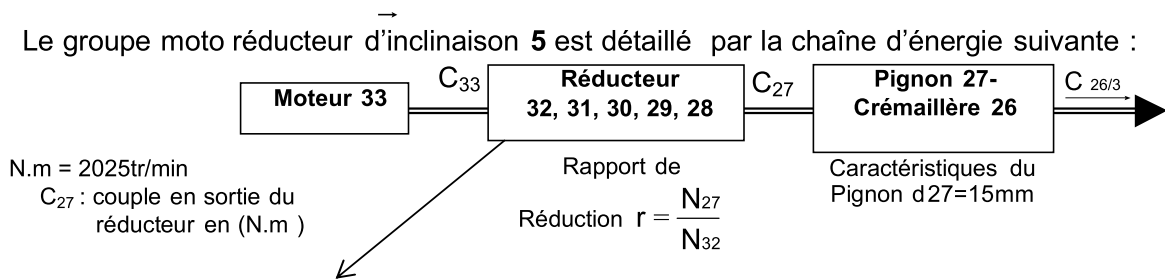 Le groupe moto réducteur d'inclinaison 5 est détaillé par la chaîne d'énergie suivante :
Moteur 33
C33
Réducteur
32, 31, 30, 29, 28
C27
Pignon 27-
Crémaillère 26
C 26/3
N.m = 2025tr/min
C27 : couple en sortie du
réducteur en (N.m )
Rapport de
Réduction r = N27/N32
Caractéristiques du
Pignon d27=15mm